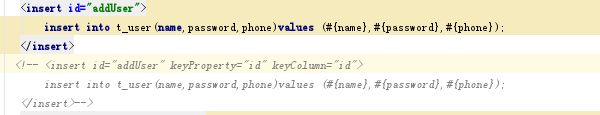 <insert id="addUser">
insert into t_user(name,password,phone)values (#{name},#{password},#{phone});
</insert>
<!-- <insert id="addUser" keyProperty="id" keyColumn="id">
insert into t_user(name,password,phone)values (#{name},#{password},#{phone});
</insert>-->